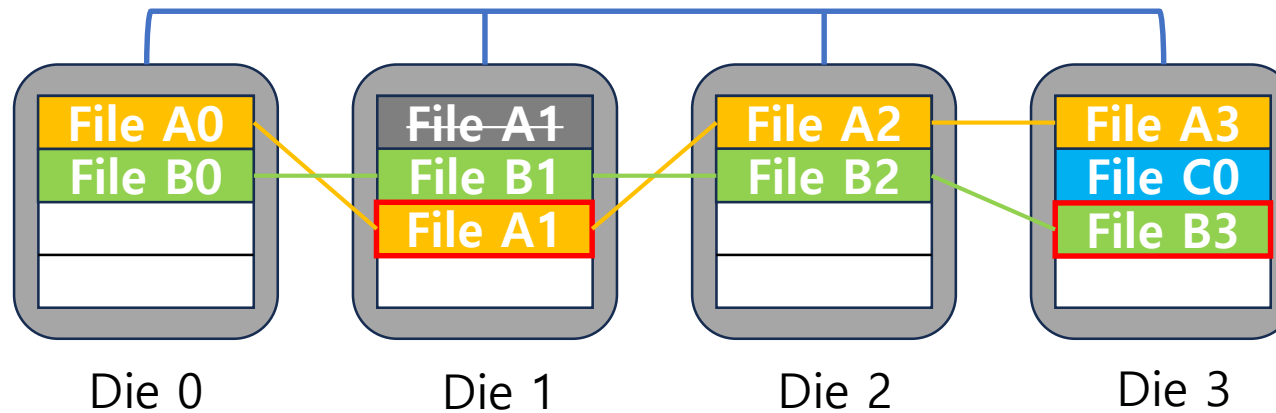 File A0
File A1
File A2
File A3
File B0
File B1
File B2
File C0
File A1
File B3
Die 0
Die 1
Die 2
Die 3